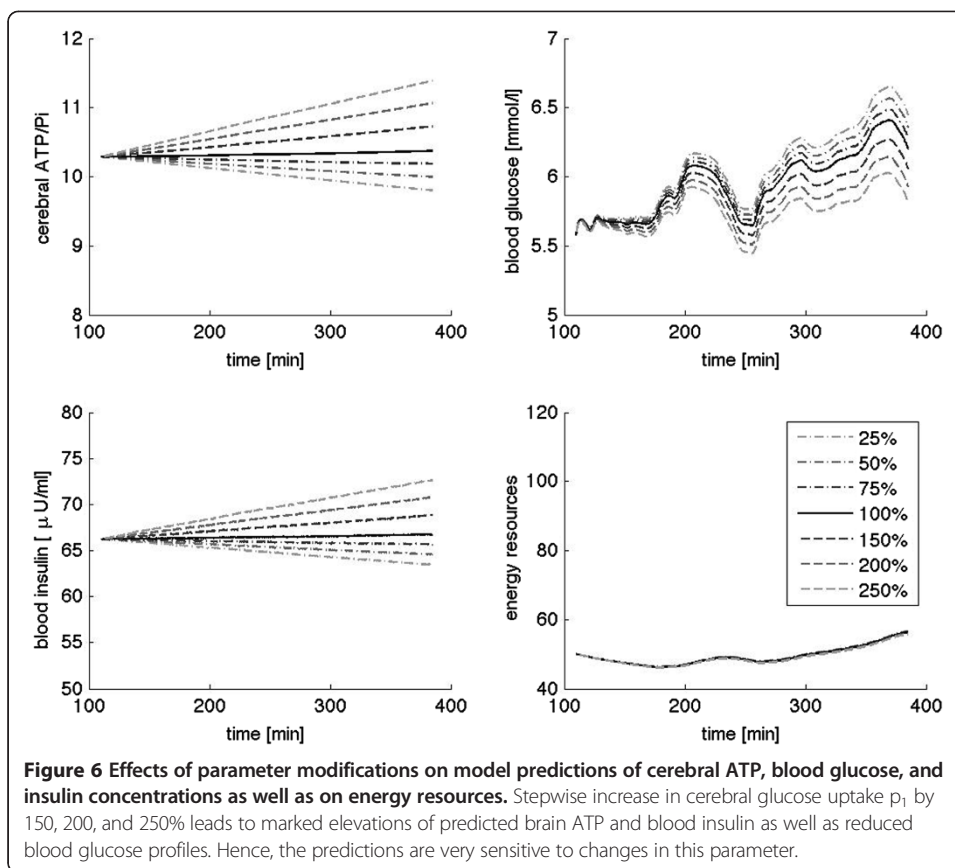 12
11
10
9
8
cerebral ATP/Pi
100 200 300 400
time [min]
7
6.5
6
5.5
5
blood glucose [mmol/l]
100 200 300 400
time [min]
80
75
70
65
60
55
50
blood insulin [ μ U/ml]
100 200 300 400
time [min]
120
100
80
60
40
energy resources
100 200 300 400
time [min]
25%
50%
75%
100%
150%
200%
250%
Figure 6 Effects of parameter modifications on model predictions of cerebral ATP, blood glucose, and
insulin concentrations as well as on energy resources. Stepwise increase in cerebral glucose uptake p₁ by
150, 200, and 250% leads to marked elevations of predicted brain ATP and blood insulin as well as reduced
blood glucose profiles. Hence, the predictions are very sensitive to changes in this parameter.